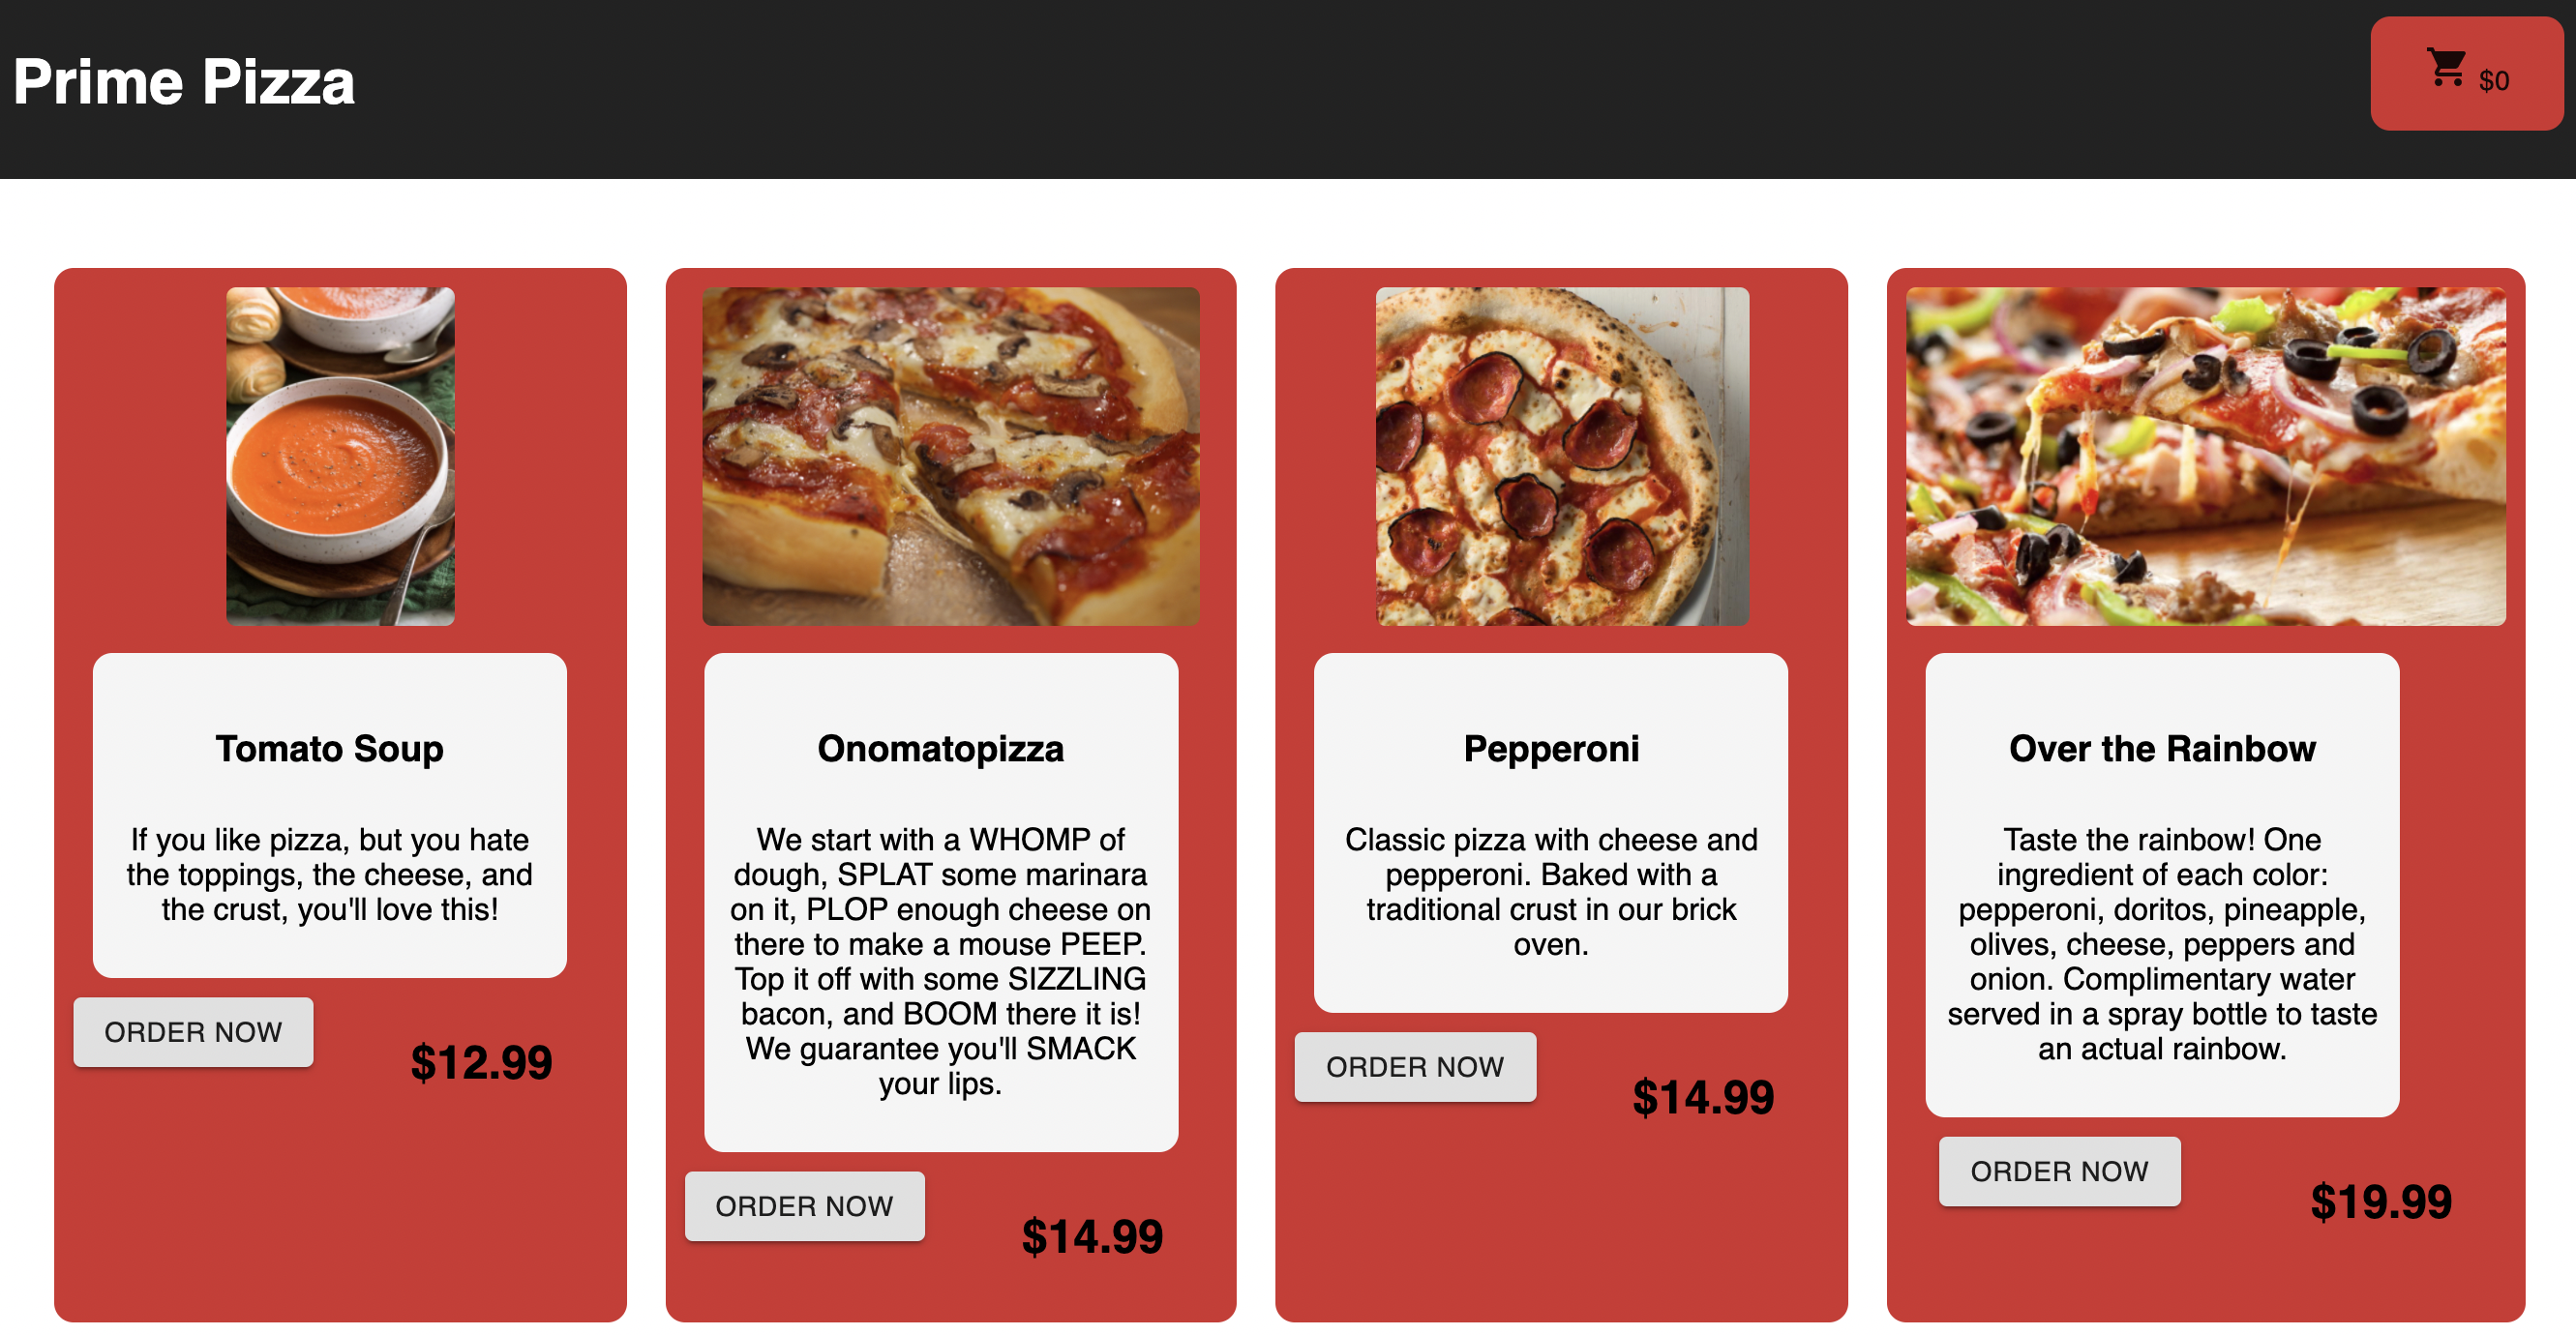 Prime Pizza
$0
Tomato Soup
If you like pizza, but you hate
the toppings, the cheese, and
the crust, you'll love this!
ORDER NOW
$12.99
Onomatopizza
We start with a WHOMP of
dough, SPLAT some marinara
on it, PLOP enough cheese on
there to make a mouse PEEP.
Top it off with some SIZZLING
bacon, and BOOM there it is!
We guarantee you'll SMACK
your lips.
ORDER NOW
$14.99
Pepperoni
Classic pizza with cheese and
pepperoni. Baked with a
traditional crust in our brick
oven.
ORDER NOW
$14.99
Over the Rainbow
Taste the rainbow! One
ingredient of each color:
pepperoni, doritos, pineapple,
olives, cheese, peppers and
onion. Complimentary water
served in a spray bottle to taste
an actual rainbow.
ORDER NOW
$19.99